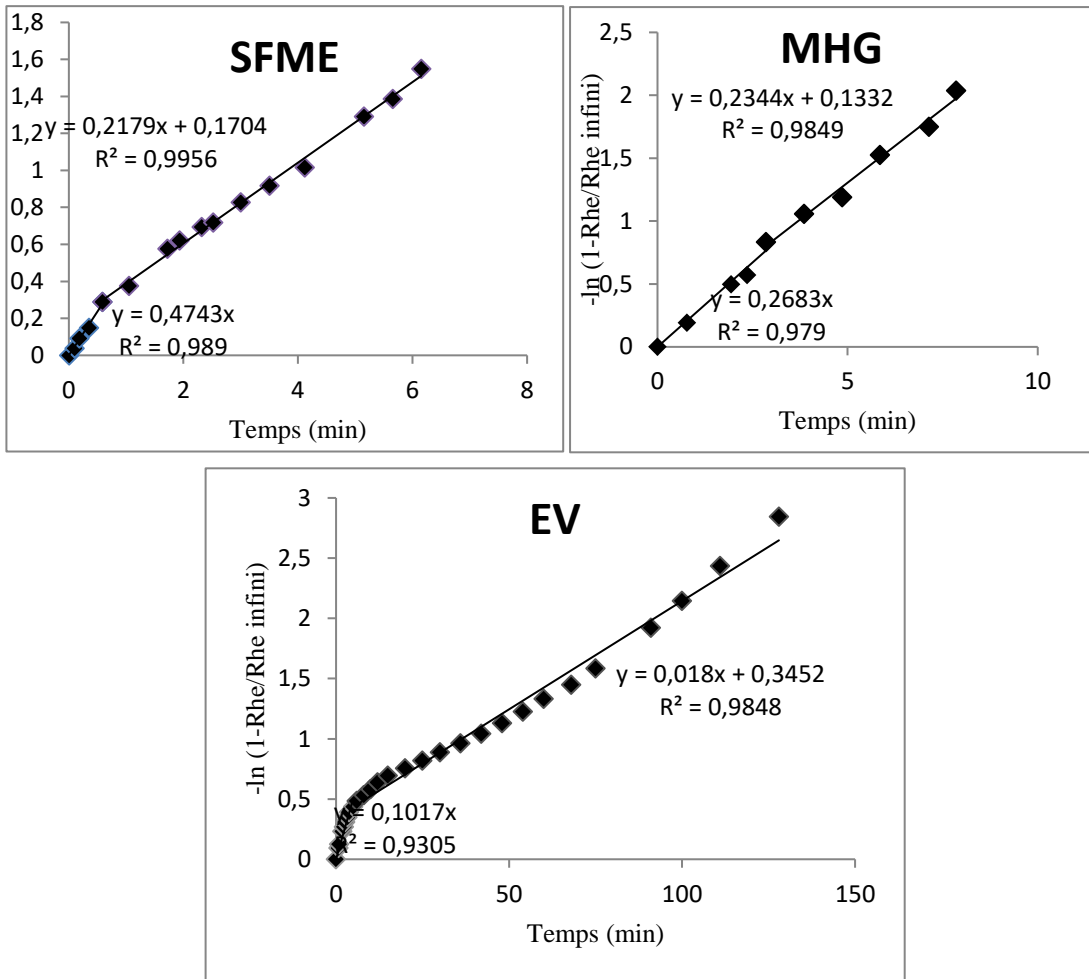 SFME
1,8
1,6
1,4
1,2
1
0,8
0,6
0,4
0,2
0
y = 0,2179x + 0,1704
R² = 0,9956
y = 0,4743x
R² = 0,989
0 2 4 6 8
Temps (min)
MHG
2,5
2
1,5
1
0,5
0
-ln (1-Rhe/Rhe infini)
y = 0,2344x + 0,1332
R² = 0,9849
y = 0,2683x
R² = 0,979
0 5 10
Temps (min)
EV
3
2,5
2
1,5
1
0,5
0
-ln (1-Rhe/Rhe infini)
y = 0,018x + 0,3452
R² = 0,9848
y = 0,1017x
R² = 0,9305
0 50 100 150
Temps (min)